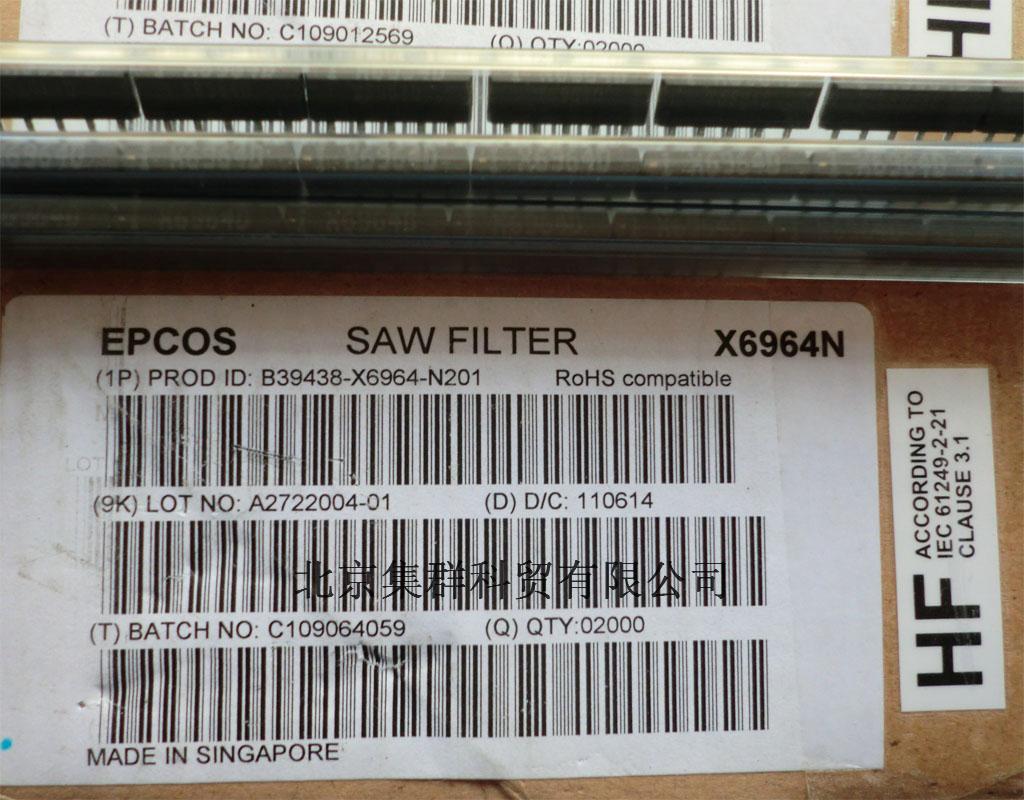 (T) BATCH NO: C109012569
(Q) QTY:02000
HF
EPCOS SAW FILTER X6964N
(1P) PROD ID: B39438-X6964-N201 RoHS compatible
(9K) LOT NO: A2722004-01 (D) D/C: 110614
北京集群科贸有限公司
(T) BATCH NO: C109064059 (Q) QTY:02000
MADE IN SINGAPORE
HF
ACCORDING TO
IEC 61249-2-21
CLAUSE 3.1